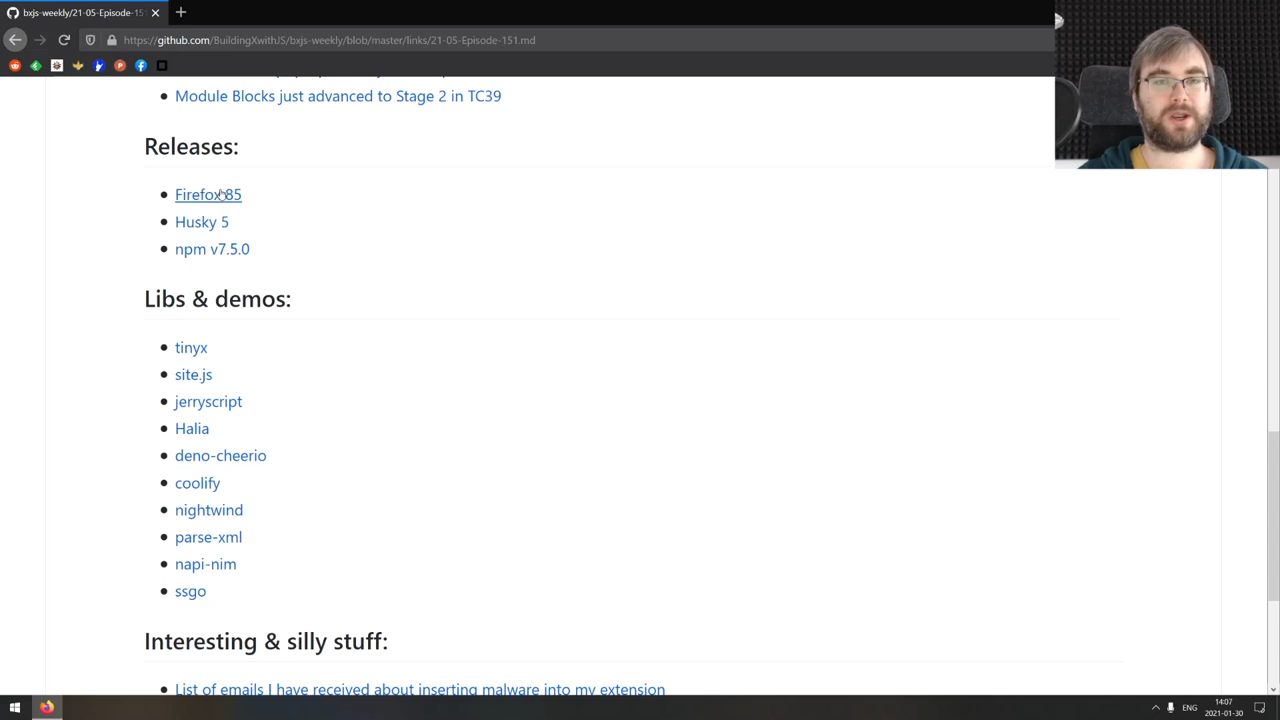 bxjs-weekly/21-05-Episode-151
https://github.com/BuildingXwithJS/bxjs-weekly/blob/master/links/21-05-Episode-151.md
Module Blocks just advanced to Stage 2 in TC39
Releases:
Firefox 85
Husky 5
npm v7.5.0
Libs & demos:
tinyx
site.js
jerryscript
Halia
deno-cheerio
coolify
nightwind
parse-xml
napi-nim
ssgo
Interesting & silly stuff:
List of emails I have received about inserting malware into my extension
ENG
14:07
2021-01-30